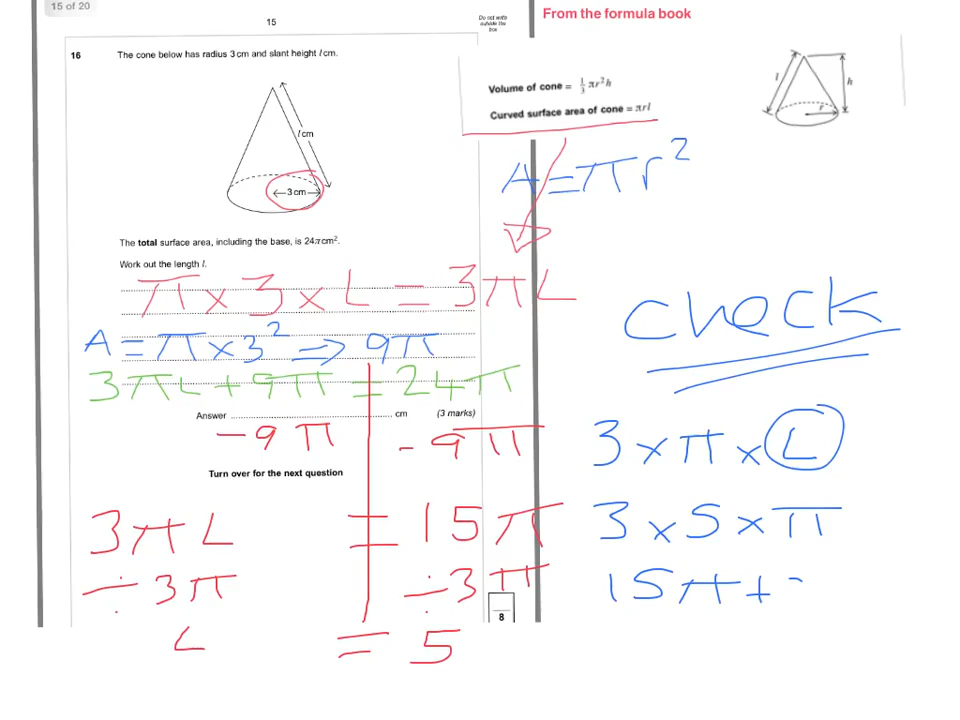 15 of 20
From the formula book
15
Do not write
outside the
box
16
The cone below has radius 3 cm and slant height l cm.
l cm
3 cm
Volume of cone = 1/3 πr²h
Curved surface area of cone = πrl
l
h
r
A = πr²
The total surface area, including the base, is 24π cm².
Work out the length l.
π × 3 × L = 3πL
A = π × 3² ⇒ 9π
3πL + 9π = 24π
Answer ........ cm
(3 marks)
- 9π - 9π
Turn over for the next question
3πL = 15π
÷ 3π ÷ 3π
8
L = 5
check
3 × π × L
3 × 5 × π
15π +